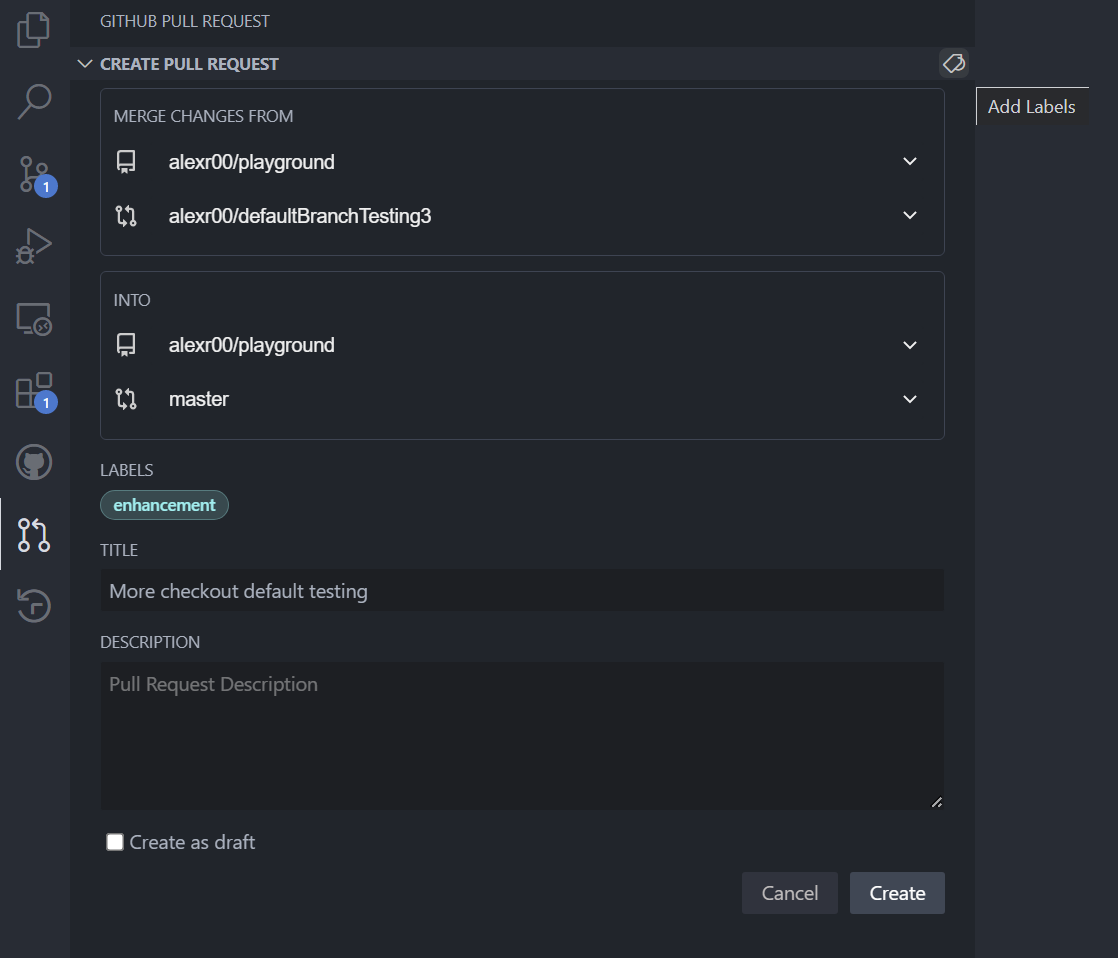 GITHUB PULL REQUEST
CREATE PULL REQUEST
Add Labels
MERGE CHANGES FROM
alexr00/playground
1
alexr00/defaultBranchTesting3
INTO
alexr00/playground
master
1
LABELS
enhancement
TITLE
More checkout default testing
DESCRIPTION
Pull Request Description
Create as draft
Cancel
Create